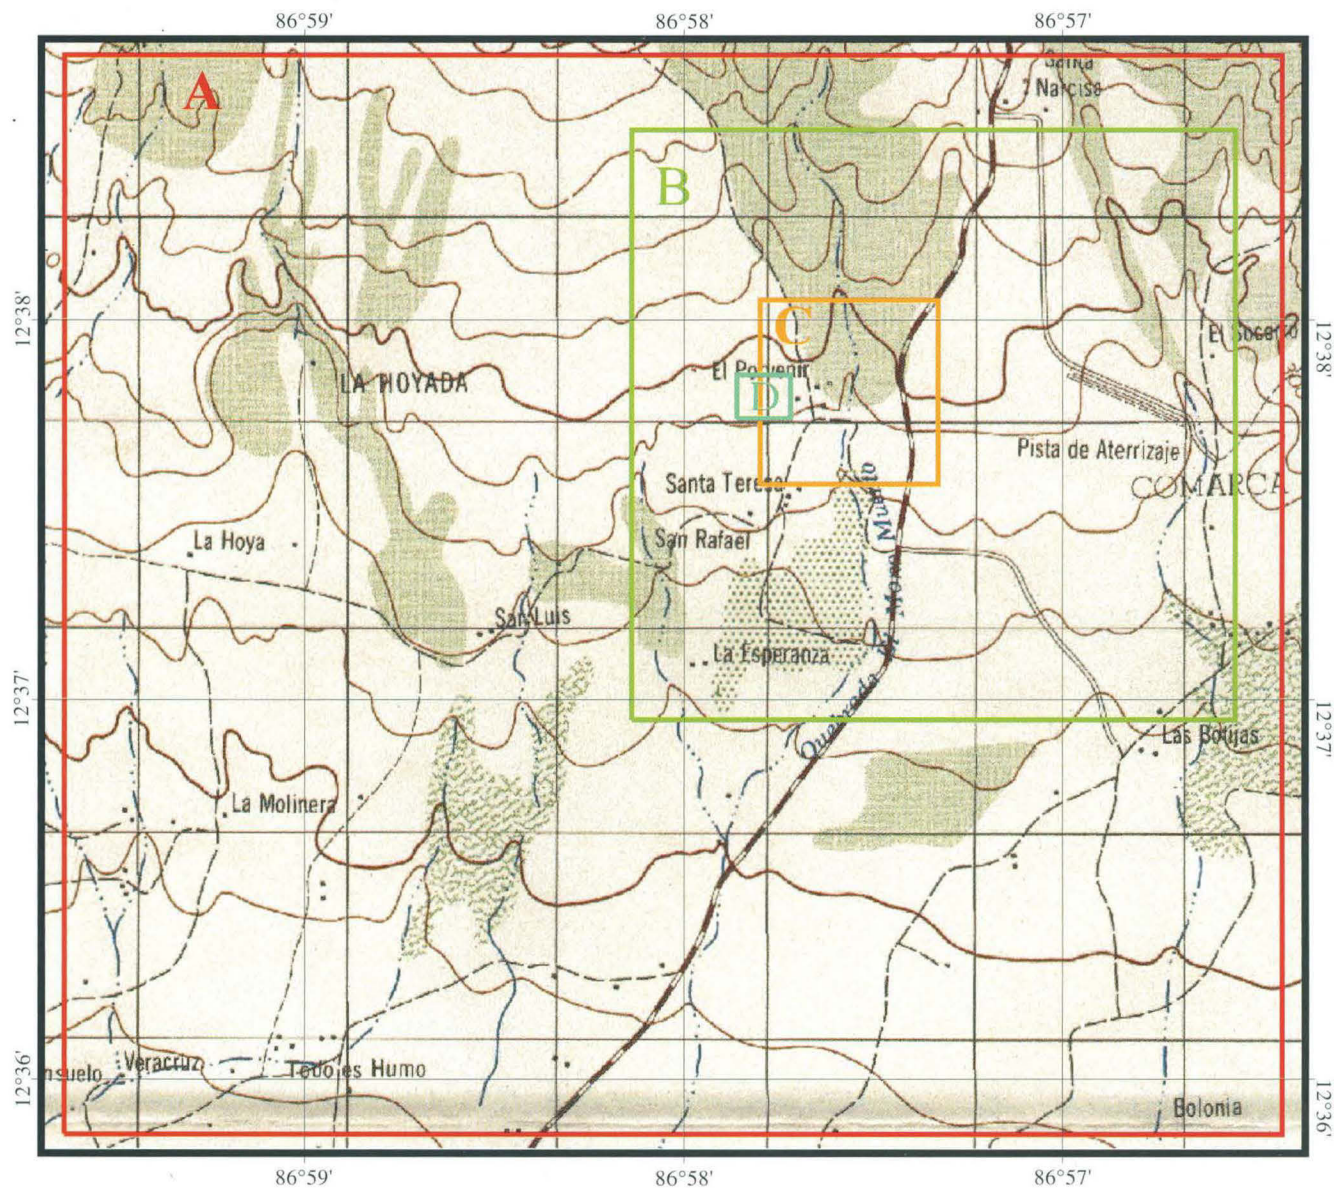 86°59' 86°58' 86°57'
A
Santa
Narcisa
B
12°38' 12°38'
C
El Socorro
El Porvenir
LA HOYADA
D
Pista de Aterrizaje
Santa Teresa
COMARCA
La Hoya
San Rafael
San Luis
La Esperanza
Quebrada El Lobo Muerto
12°37' 12°37'
Las Botijas
La Molinera
nsuelo Veracruz
Todo es Humo
12°36' 12°36'
Bolonia
86°59' 86°58' 86°57'